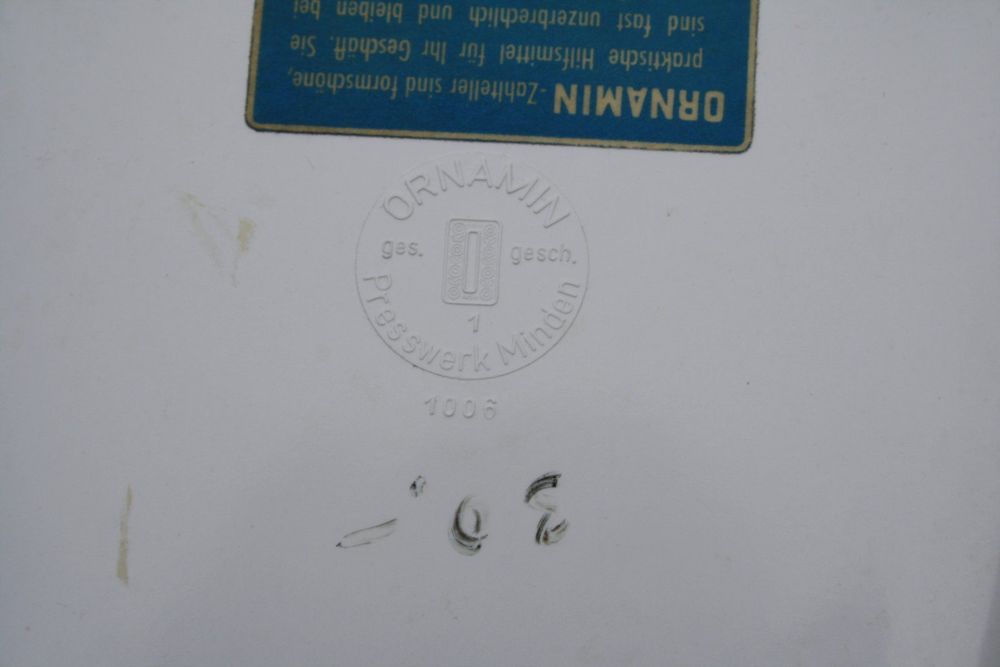 ORNAMIN-Zahlteller sind formschöne,
praktische Hilfsmittel für Ihr Geschäft. Sie
sind fast unzerbrechlich und bleiben bei
ORNAMIN
ges. gesch.
1
Presswerk Minden
1006
30,-